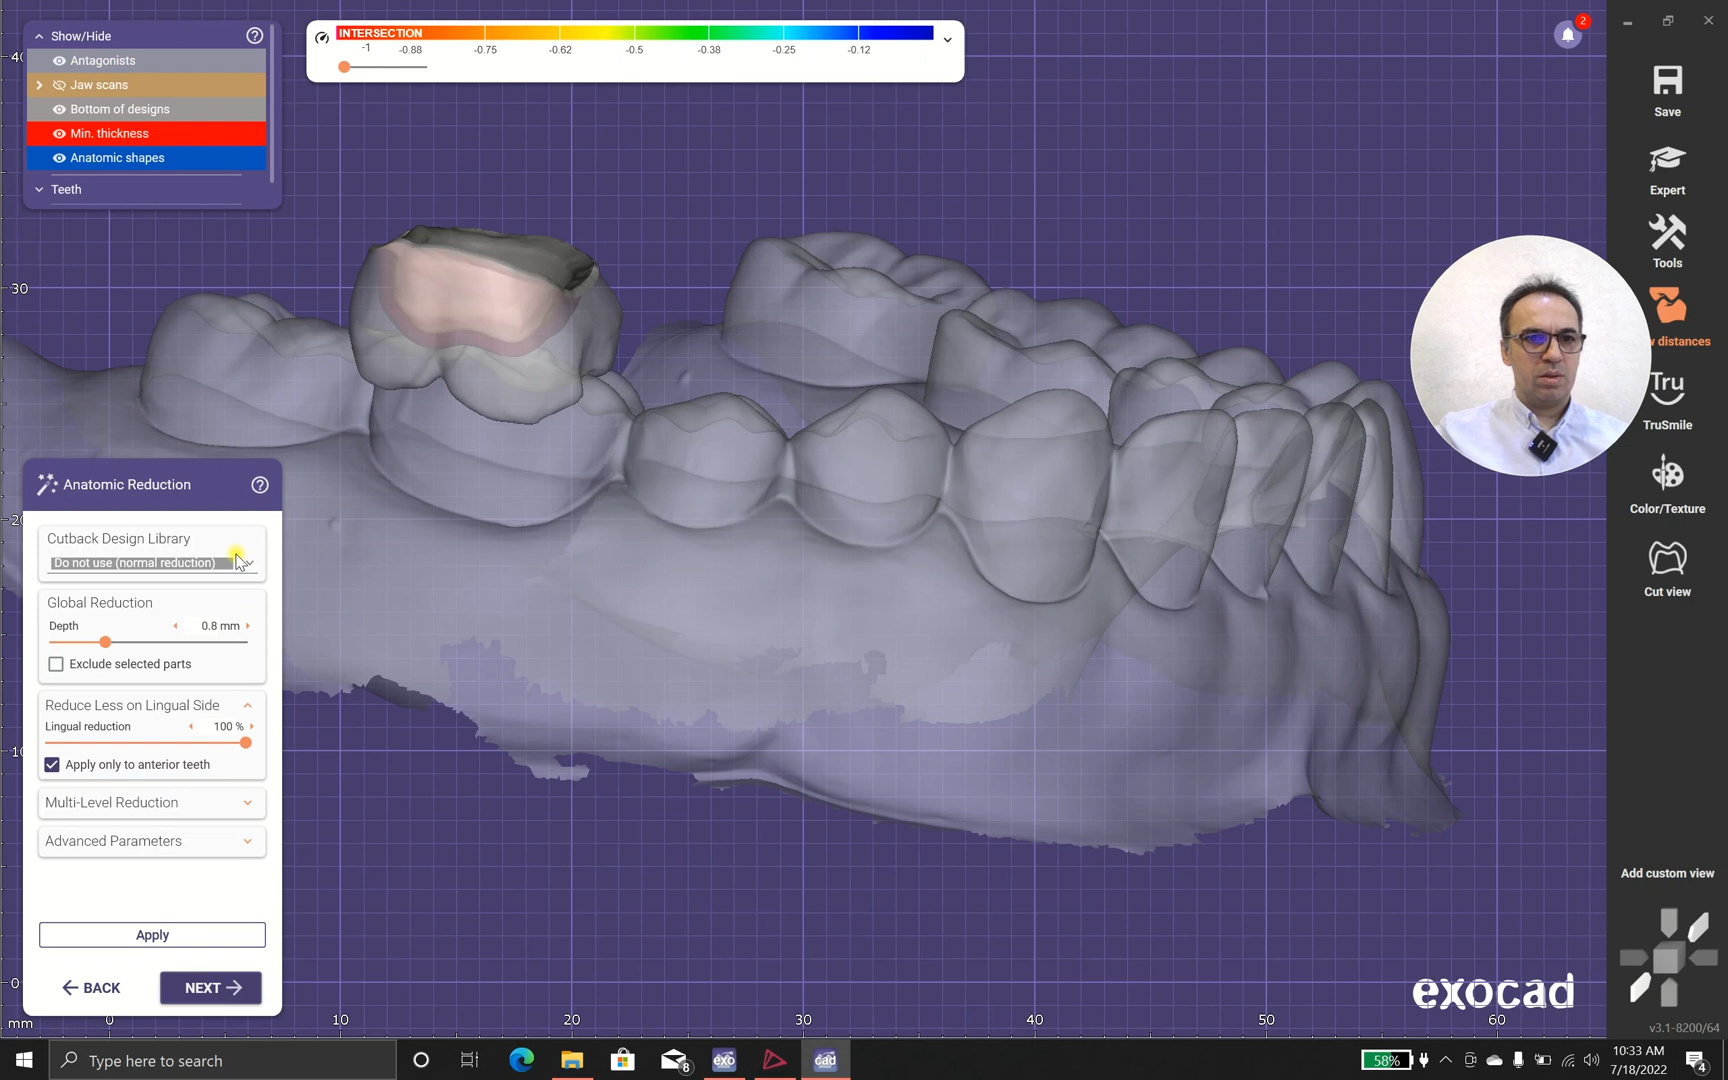 Show/Hide
Antagonists
Jaw scans
Bottom of designs
Min. thickness
Anatomic shapes
Teeth
INTERSECTION
-1 -0.88 -0.75 -0.62 -0.5 -0.38 -0.25 -0.12
2
Save
Expert
Tools
w distances
Tru
TruSmile
Color/Texture
Cut view
Add custom view
40
30
20
10
0
Anatomic Reduction
Cutback Design Library
Do not use (normal reduction)
Global Reduction
Depth 0.8 mm
Exclude selected parts
Reduce Less on Lingual Side
Lingual reduction 100 %
Apply only to anterior teeth
Multi-Level Reduction
Advanced Parameters
Apply
BACK NEXT
exocad
mm 0 10 20 30 40 50 60
v3.1-8200/64
Type here to search
8
exo
cad
58%
10:33 AM
7/18/2022
4